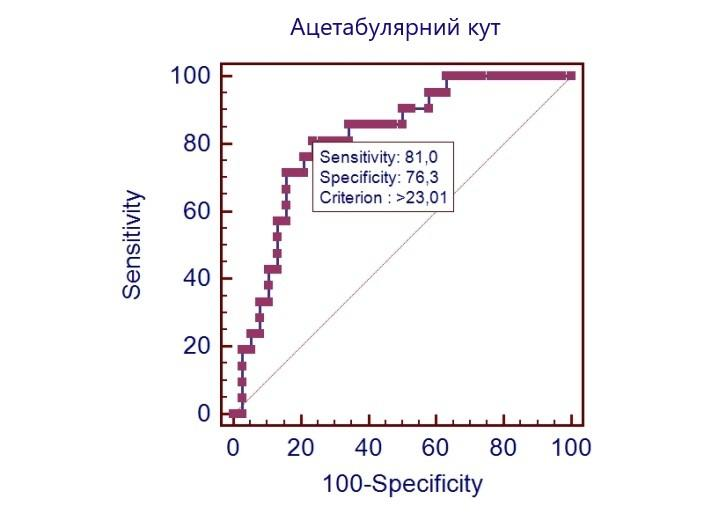 Ацетабулярний кут
100
80
60
40
20
0
Sensitivity
Sensitivity: 81,0
Specificity: 76,3
Criterion : >23,01
0 20 40 60 80 100
100-Specificity